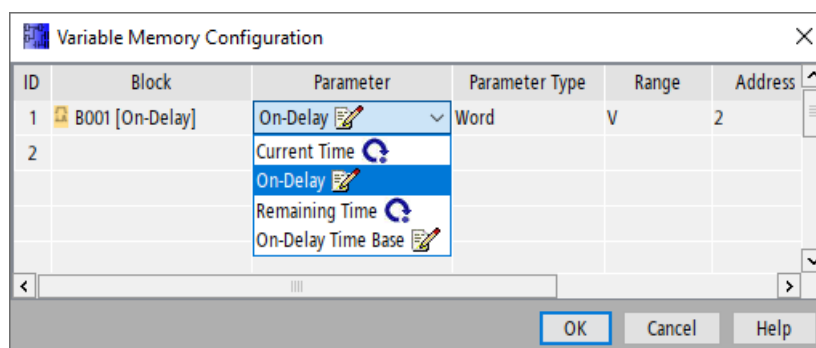 Variable Memory Configuration
ID Block Parameter Parameter Type Range Address
1 B001 [On-Delay] On-Delay Word V 2
2
Current Time
On-Delay
Remaining Time
On-Delay Time Base
OK Cancel Help